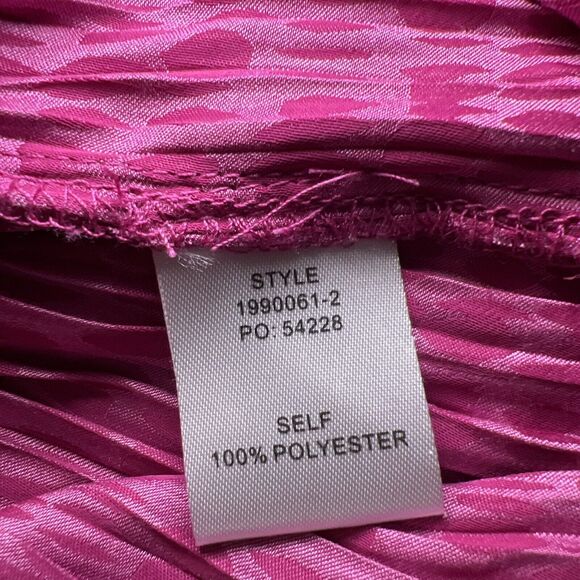 STYLE
1990061-2
PO: 54228
SELF
100% POLYESTER